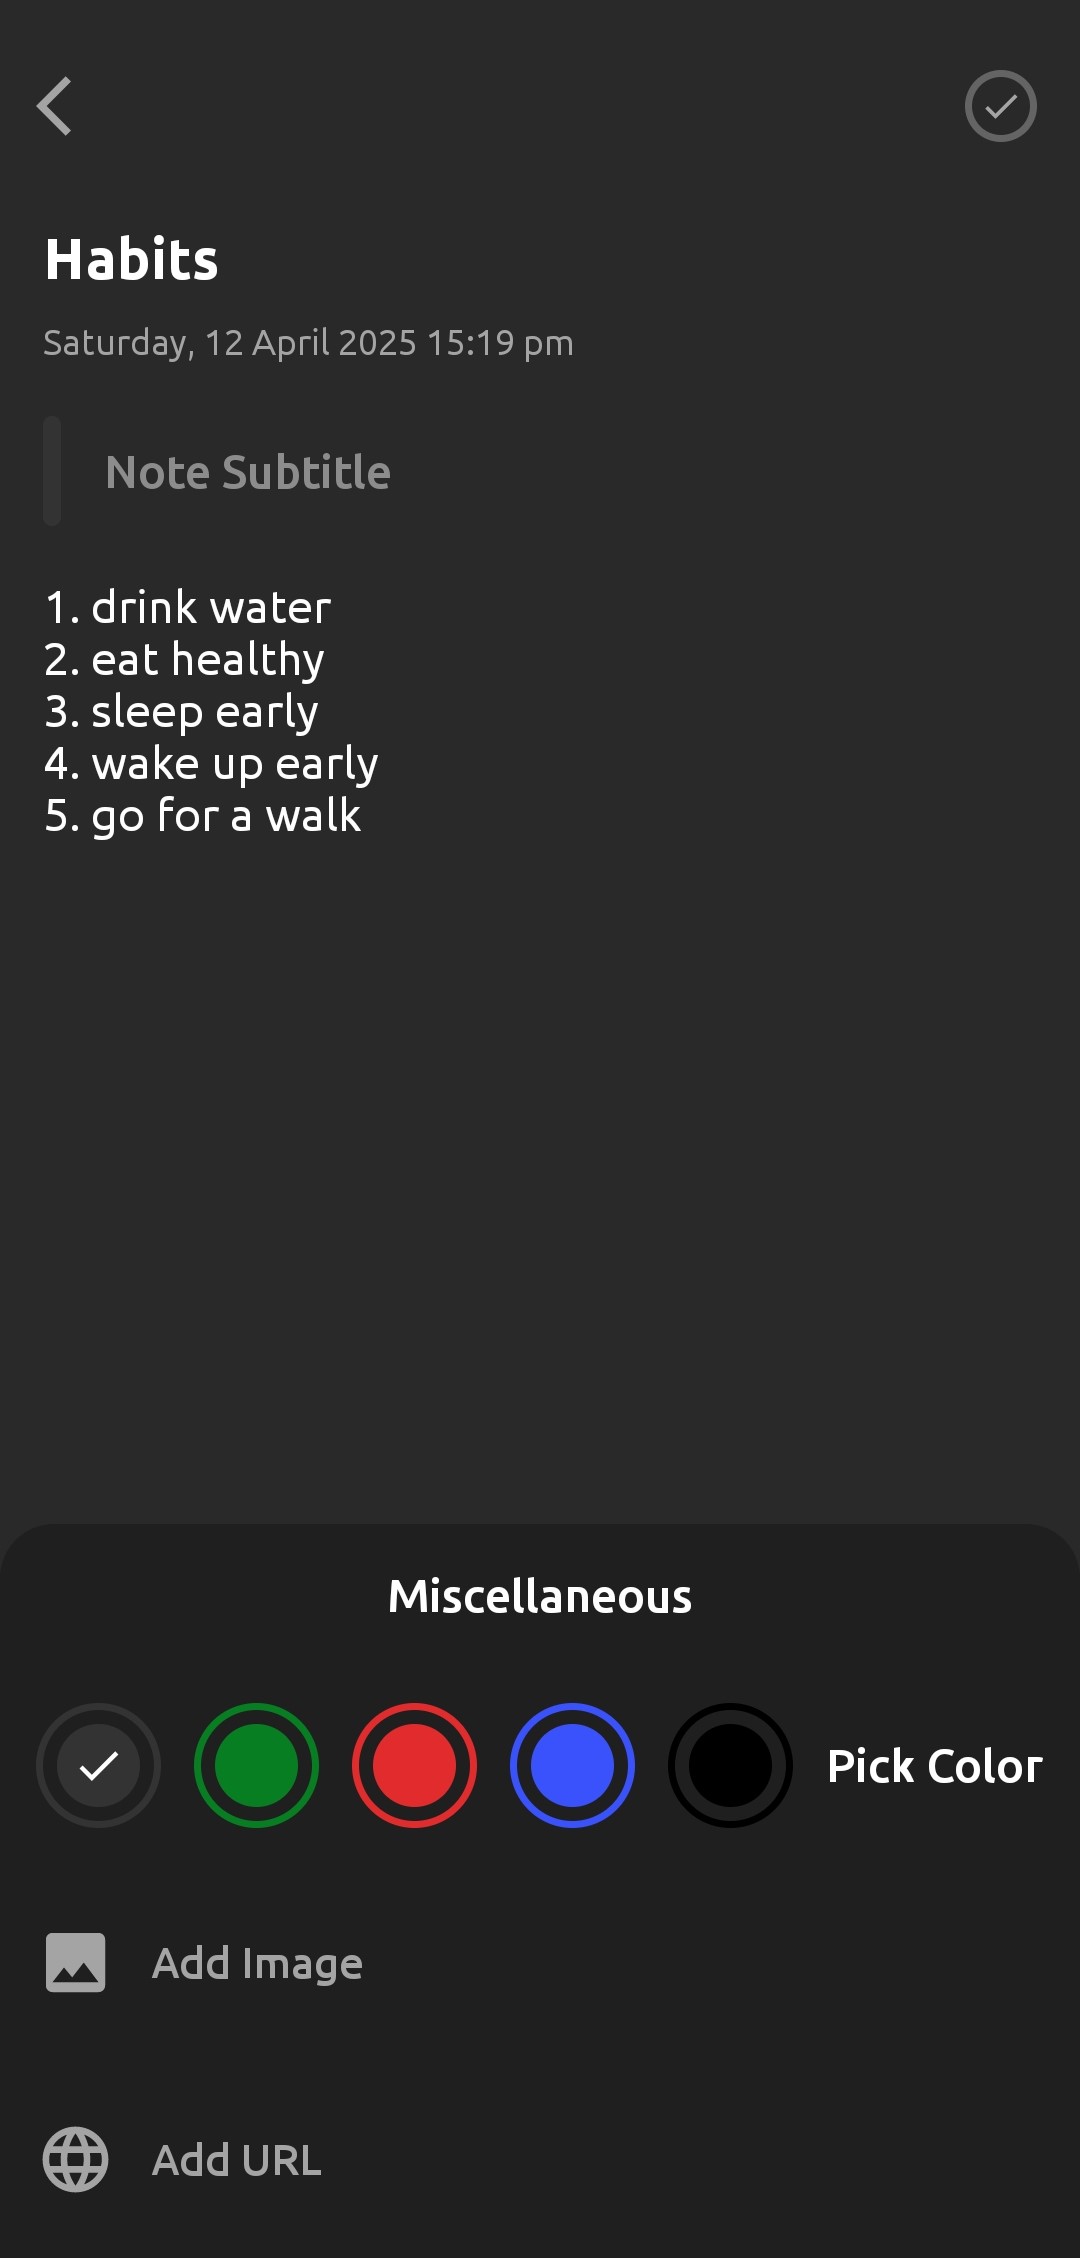 Habits
Saturday, 12 April 2025 15:19 pm
Note Subtitle
1. drink water
2. eat healthy
3. sleep early
4. wake up early
5. go for a walk
Miscellaneous
Pick Color
Add Image
Add URL